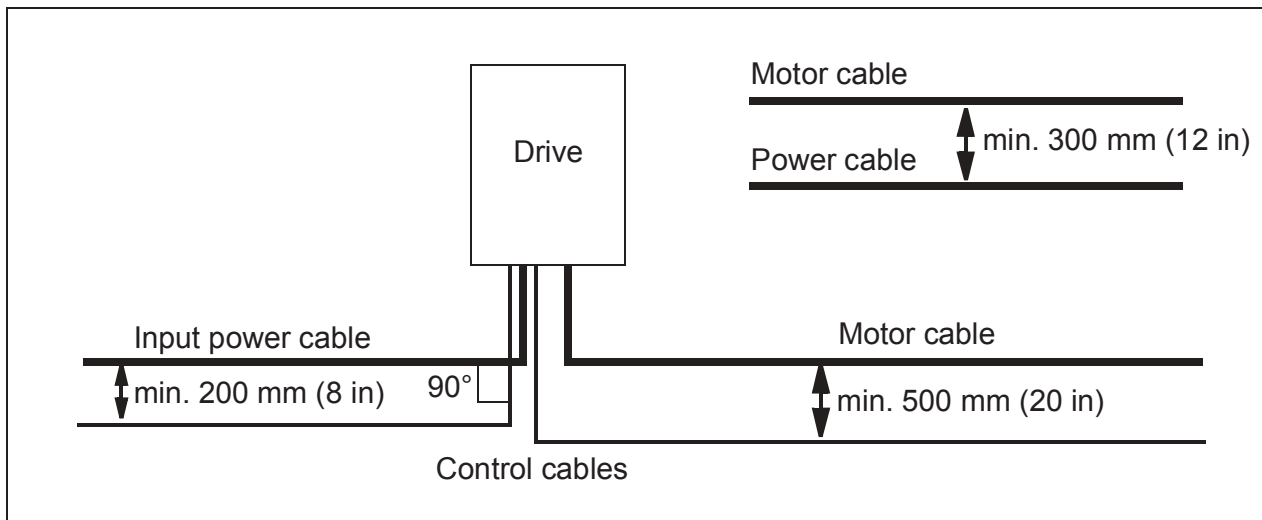 Motor cable
min. 300 mm (12 in)
Drive
Power cable
Input power cable
Motor cable
min. 200 mm (8 in)
90°
min. 500 mm (20 in)
Control cables